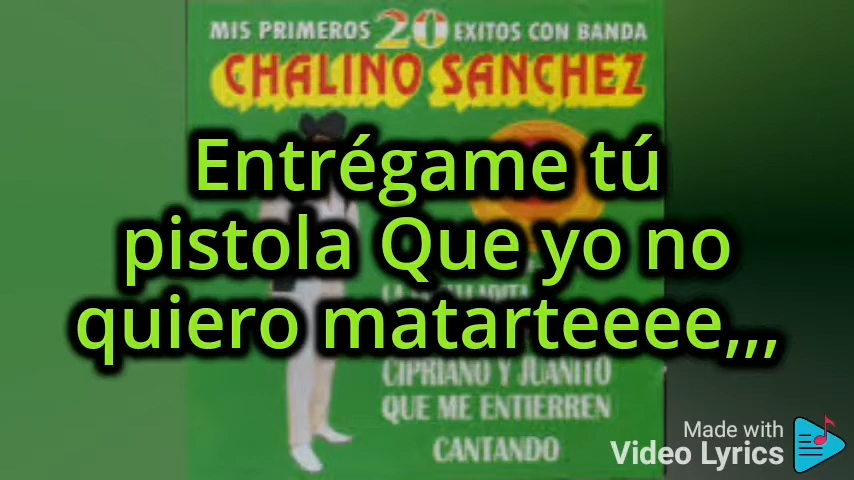 MIS PRIMEROS 20 EXITOS CON BANDA
CHALINO SANCHEZ
Entrégame tú
pistola Que yo no
quiero matarteeee,,,
CIPRIANO Y JUANITO
QUE ME ENTIERREN
CANTANDO
Made with
Video Lyrics